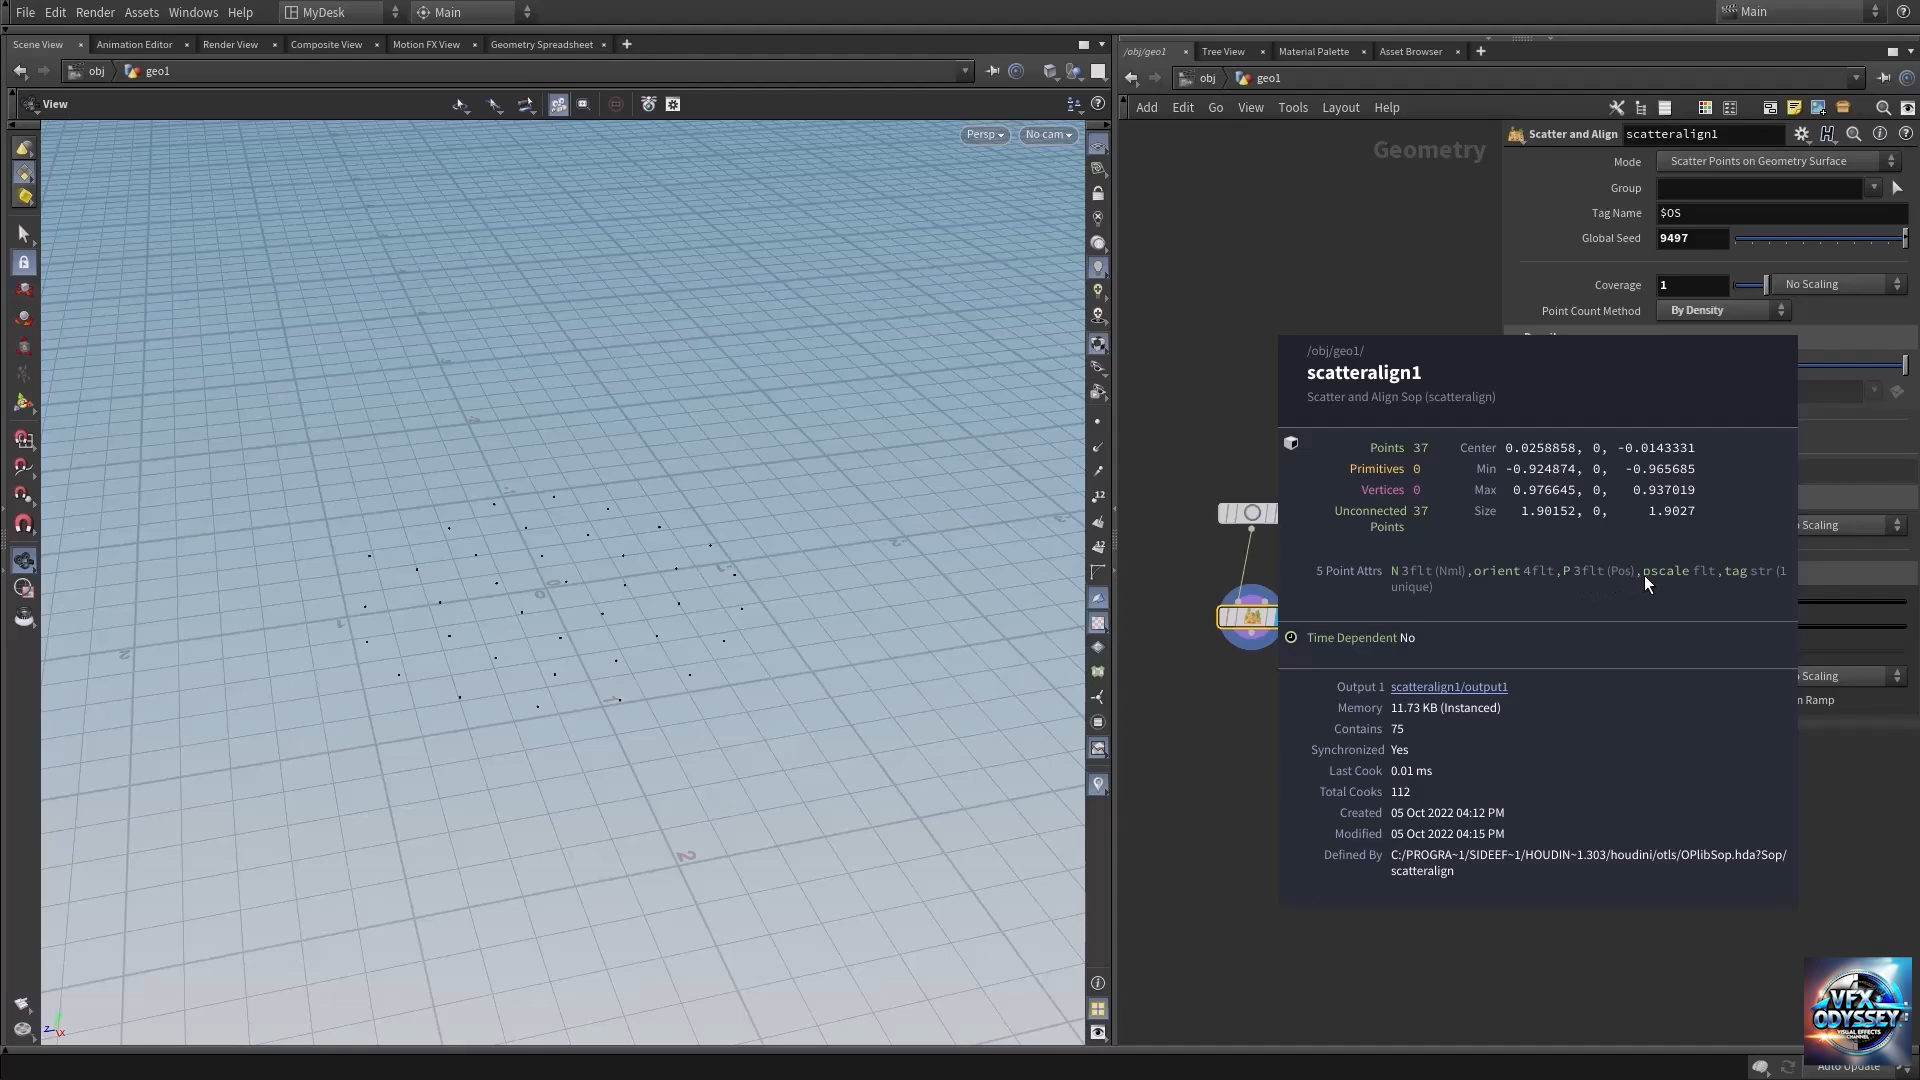 File Edit Render Assets Windows Help MyDesk Main Main
Scene View Animation Editor Render View Composite View Motion FX View Geometry Spreadsheet
/obj/geo1 Tree View Material Palette Asset Browser
obj geo1
obj geo1
View
Add Edit Go View Tools Layout Help
Persp No cam
Geometry
Scatter and Align scatteralign1
Mode Scatter Points on Geometry Surface
Group
Tag Name $OS
Global Seed 9497
Coverage 1 No Scaling
Point Count Method By Density
/obj/geo1/
scatteralign1
Scatter and Align Sop (scatteralign)
Points 37 Center 0.0258858, 0, -0.0143331
Primitives 0 Min -0.924874, 0, -0.965685
Vertices 0 Max 0.976645, 0, 0.937019
Unconnected 37 Size 1.90152, 0, 1.9027
Points
Scaling
5 Point Attrs N 3flt (Nml), orient 4flt, P 3flt (Pos), pscale flt, tag str (1
unique)
Time Dependent No
Scaling
Output 1 scatteralign1/output1
n Ramp
Memory 11.73 KB (Instanced)
Contains 75
Synchronized Yes
Last Cook 0.01 ms
Total Cooks 112
Created 05 Oct 2022 04:12 PM
Modified 05 Oct 2022 04:15 PM
Defined By C:/PROGRA~1/SIDEEF~1/HOUDIN~1.303/houdini/otls/OPlibSop.hda?Sop/
scatteralign
2
VFX
ODYSSEY
VISUAL EFFECTS
Auto Update